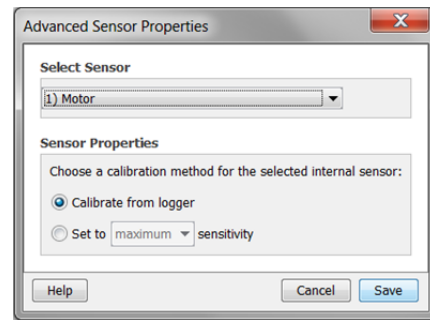 Advanced Sensor Properties
Select Sensor
1) Motor
Sensor Properties
Choose a calibration method for the selected internal sensor:
Calibrate from logger
Set to maximum sensitivity
Help Cancel Save